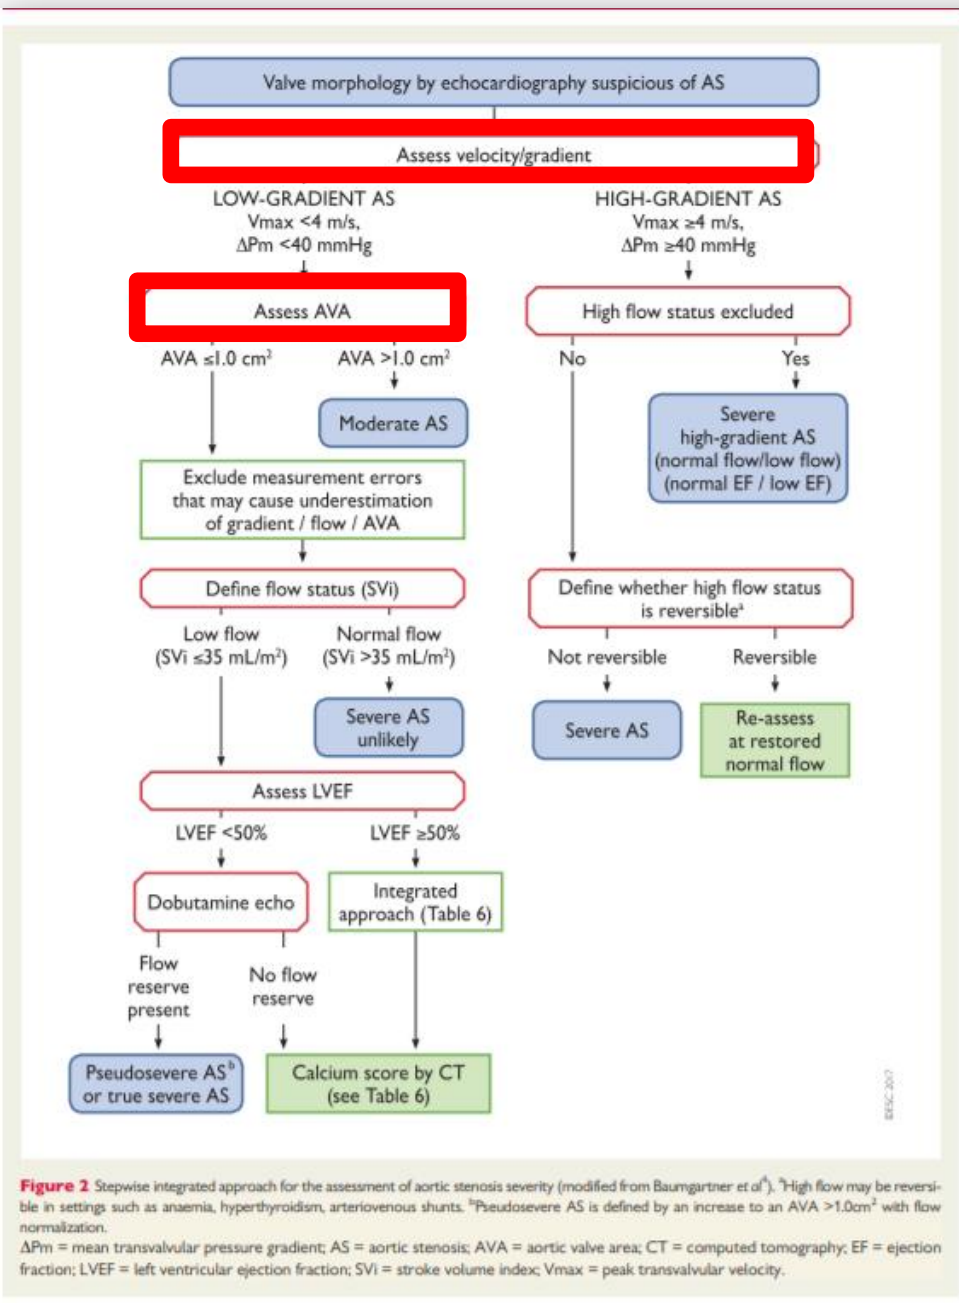 Valve morphology by echocardiography suspicious of AS
Assess velocity/gradient
LOW-GRADIENT AS
Vmax <4 m/s,
ΔPm <40 mmHg
HIGH-GRADIENT AS
Vmax ≥4 m/s,
ΔPm ≥40 mmHg
Assess AVA
High flow status excluded
AVA ≤1.0 cm²
AVA >1.0 cm²
No
Yes
Moderate AS
Severe
high-gradient AS
(normal flow/low flow)
(normal EF / low EF)
Exclude measurement errors
that may cause underestimation
of gradient / flow / AVA
Define flow status (SVi)
Define whether high flow status
is reversibleᵃ
Low flow
(SVi ≤35 mL/m²)
Normal flow
(SVi >35 mL/m²)
Not reversible
Reversible
Severe AS
unlikely
Severe AS
Re-assess
at restored
normal flow
Assess LVEF
LVEF <50%
LVEF ≥50%
Dobutamine echo
Integrated
approach (Table 6)
Flow
reserve
present
No flow
reserve
Pseudosevere ASᵇ
or true severe AS
Calcium score by CT
(see Table 6)
©ESC 2017
Figure 2 Stepwise integrated approach for the assessment of aortic stenosis severity (modified from Baumgartner et al⁴). ᵃHigh flow may be reversi-
ble in settings such as anaemia, hyperthyroidism, arteriovenous shunts. ᵇPseudosevere AS is defined by an increase to an AVA >1.0cm² with flow
normalization.
ΔPm = mean transvalvular pressure gradient; AS = aortic stenosis; AVA = aortic valve area; CT = computed tomography; EF = ejection
fraction; LVEF = left ventricular ejection fraction; SVi = stroke volume index; Vmax = peak transvalvular velocity.